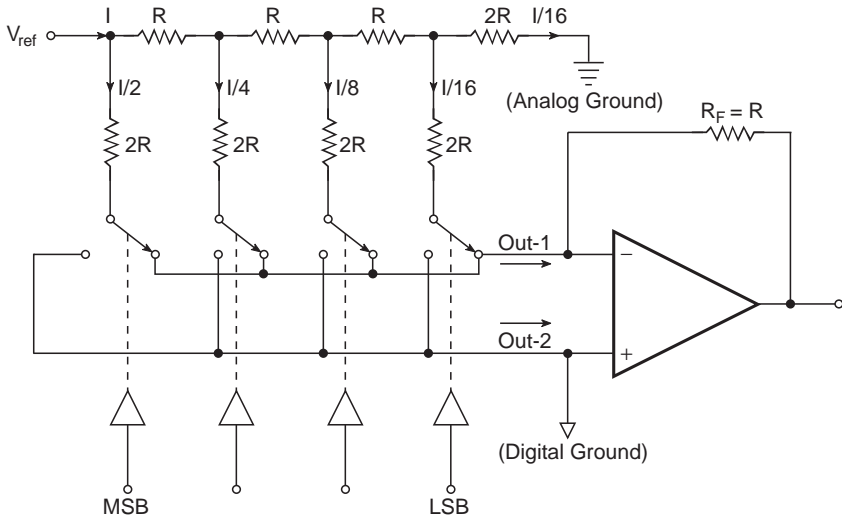 I R R R 2R I/16
V_ref
I/2 I/4 I/8 I/16
(Analog Ground)
R_F = R
2R 2R 2R 2R
Out-1
−
Out-2
+
(Digital Ground)
MSB LSB